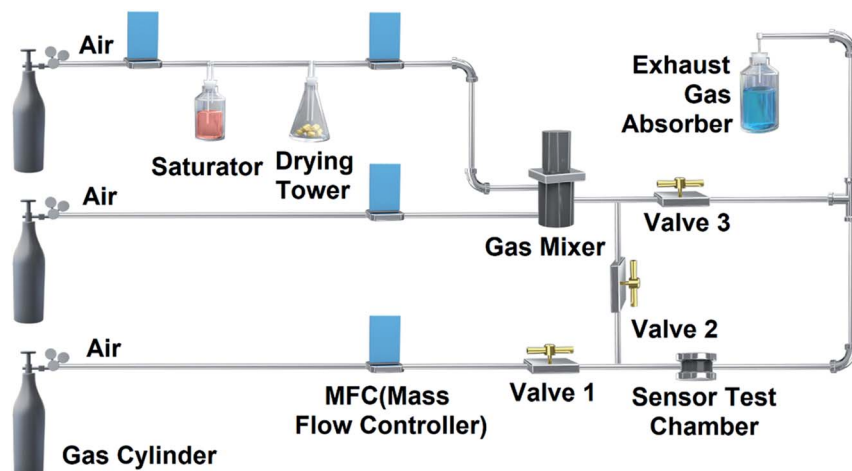 Air
Saturator
Drying
Tower
Exhaust
Gas
Absorber
Air
Gas Mixer
Valve 3
Valve 2
Air
MFC(Mass
Flow Controller)
Valve 1
Sensor Test
Chamber
Gas Cylinder